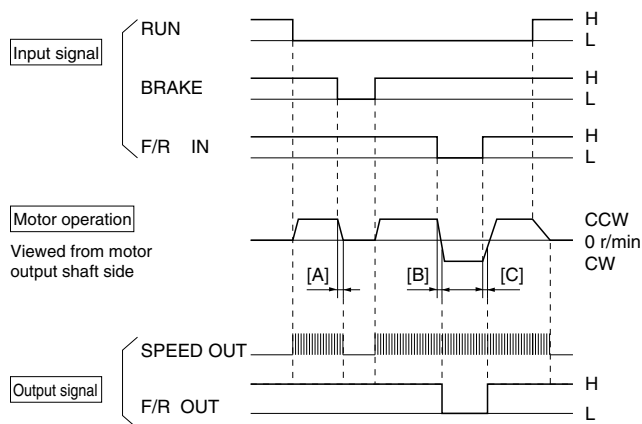 RUN
H
L
Input signal
BRAKE
H
L
F/R IN
H
L
Motor operation
CCW
0 r/min
CW
Viewed from motor
output shaft side
[A]
[B]
[C]
SPEED OUT
Output signal
H
F/R OUT
L